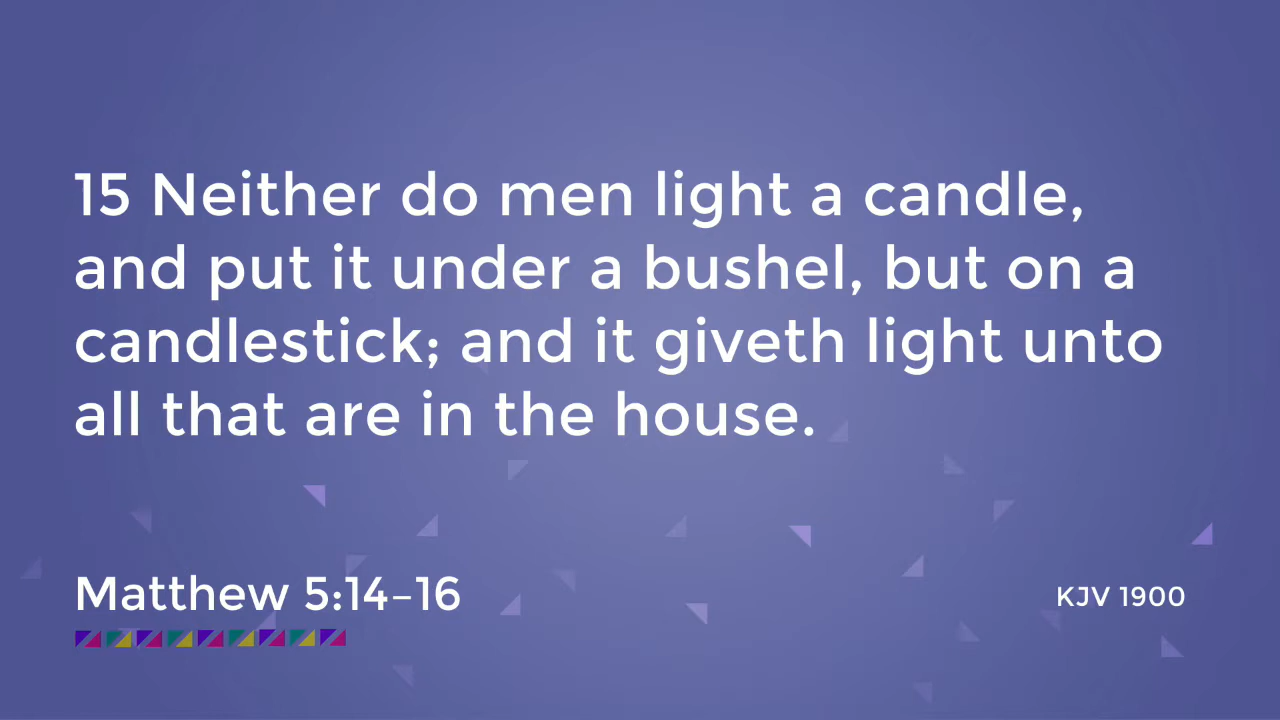 15 Neither do men light a candle,
and put it under a bushel, but on a
candlestick; and it giveth light unto
all that are in the house.
Matthew 5:14–16
KJV 1900